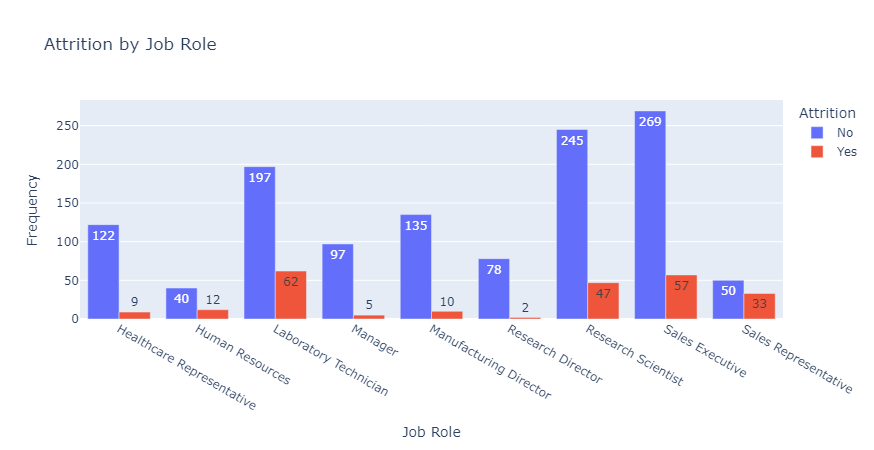 Attrition by Job Role
Attrition
No
Yes
Frequency
250
200
150
100
50
0
122
9
40
12
197
62
97
5
135
10
78
2
245
47
269
57
50
33
Healthcare Representative
Human Resources
Laboratory Technician
Manager
Manufacturing Director
Research Director
Research Scientist
Sales Executive
Sales Representative
Job Role